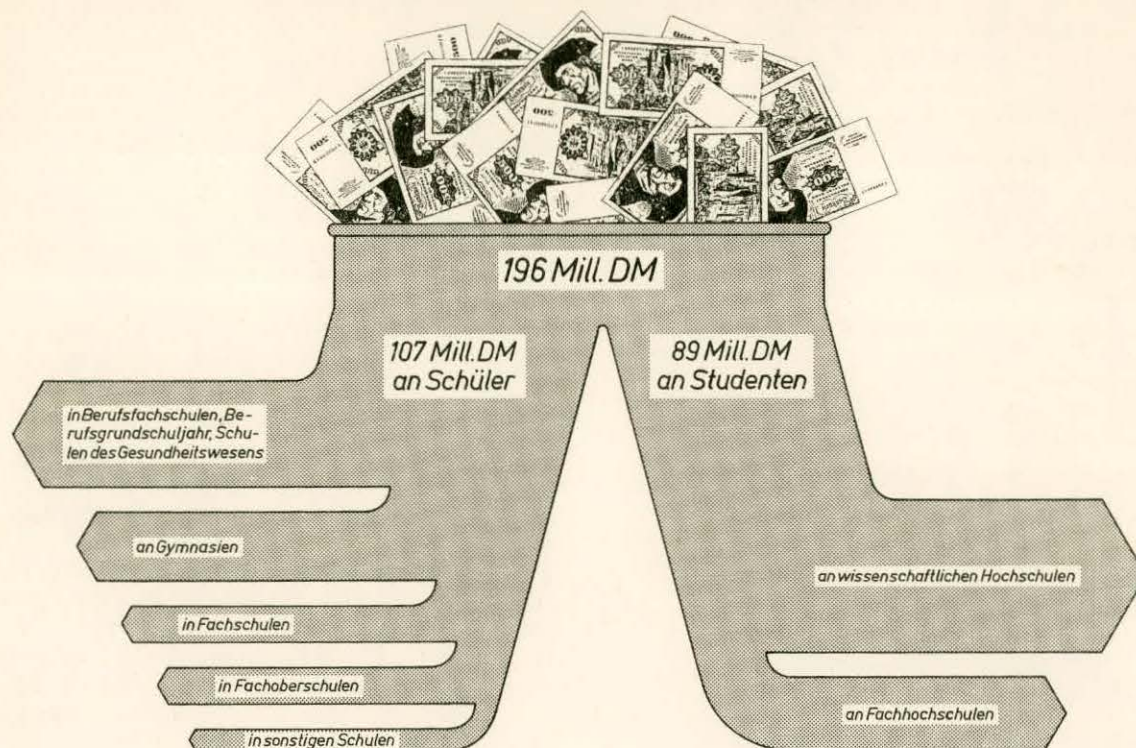 196 Mill. DM
107 Mill. DM
an Schüler
89 Mill. DM
an Studenten
in Berufsfachschulen, Be-
rufsgrundschuljahr, Schu-
len des Gesundheitswesens
an Gymnasien
in Fachschulen
in Fachoberschulen
in sonstigen Schulen
an wissenschaftlichen Hochschulen
an Fachhochschulen